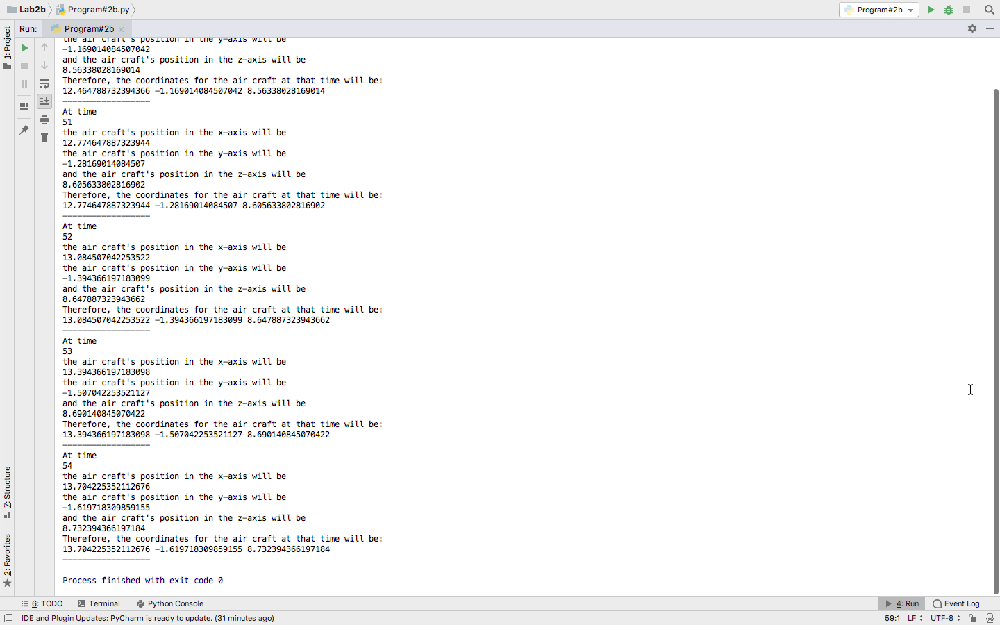 Lab2b Program#2b.py Program#2b
Run: Program#2b
1: Project
7: Structure
2: Favorites
the air craft's position in the y-axis will be
-1.169014084507042
and the air craft's position in the z-axis will be
8.56338028169014
Therefore, the coordinates for the air craft at that time will be:
12.464788732394366 -1.169014084507042 8.56338028169014
------------------
At time
51
the air craft's position in the x-axis will be
12.774647887323944
the air craft's position in the y-axis will be
-1.28169014084507
and the air craft's position in the z-axis will be
8.605633802816902
Therefore, the coordinates for the air craft at that time will be:
12.774647887323944 -1.28169014084507 8.605633802816902
------------------
At time
52
the air craft's position in the x-axis will be
13.084507042253522
the air craft's position in the y-axis will be
-1.394366197183099
and the air craft's position in the z-axis will be
8.647887323943662
Therefore, the coordinates for the air craft at that time will be:
13.084507042253522 -1.394366197183099 8.647887323943662
------------------
At time
53
the air craft's position in the x-axis will be
13.394366197183098
the air craft's position in the y-axis will be
-1.507042253521127
and the air craft's position in the z-axis will be
8.690140845070422
Therefore, the coordinates for the air craft at that time will be:
13.394366197183098 -1.507042253521127 8.690140845070422
------------------
At time
54
the air craft's position in the x-axis will be
13.704225352112676
the air craft's position in the y-axis will be
-1.619718309859155
and the air craft's position in the z-axis will be
8.732394366197184
Therefore, the coordinates for the air craft at that time will be:
13.704225352112676 -1.619718309859155 8.732394366197184
------------------
Process finished with exit code 0
6: TODO Terminal Python Console 4: Run Event Log
IDE and Plugin Updates: PyCharm is ready to update. (31 minutes ago) 59:1 LF UTF-8